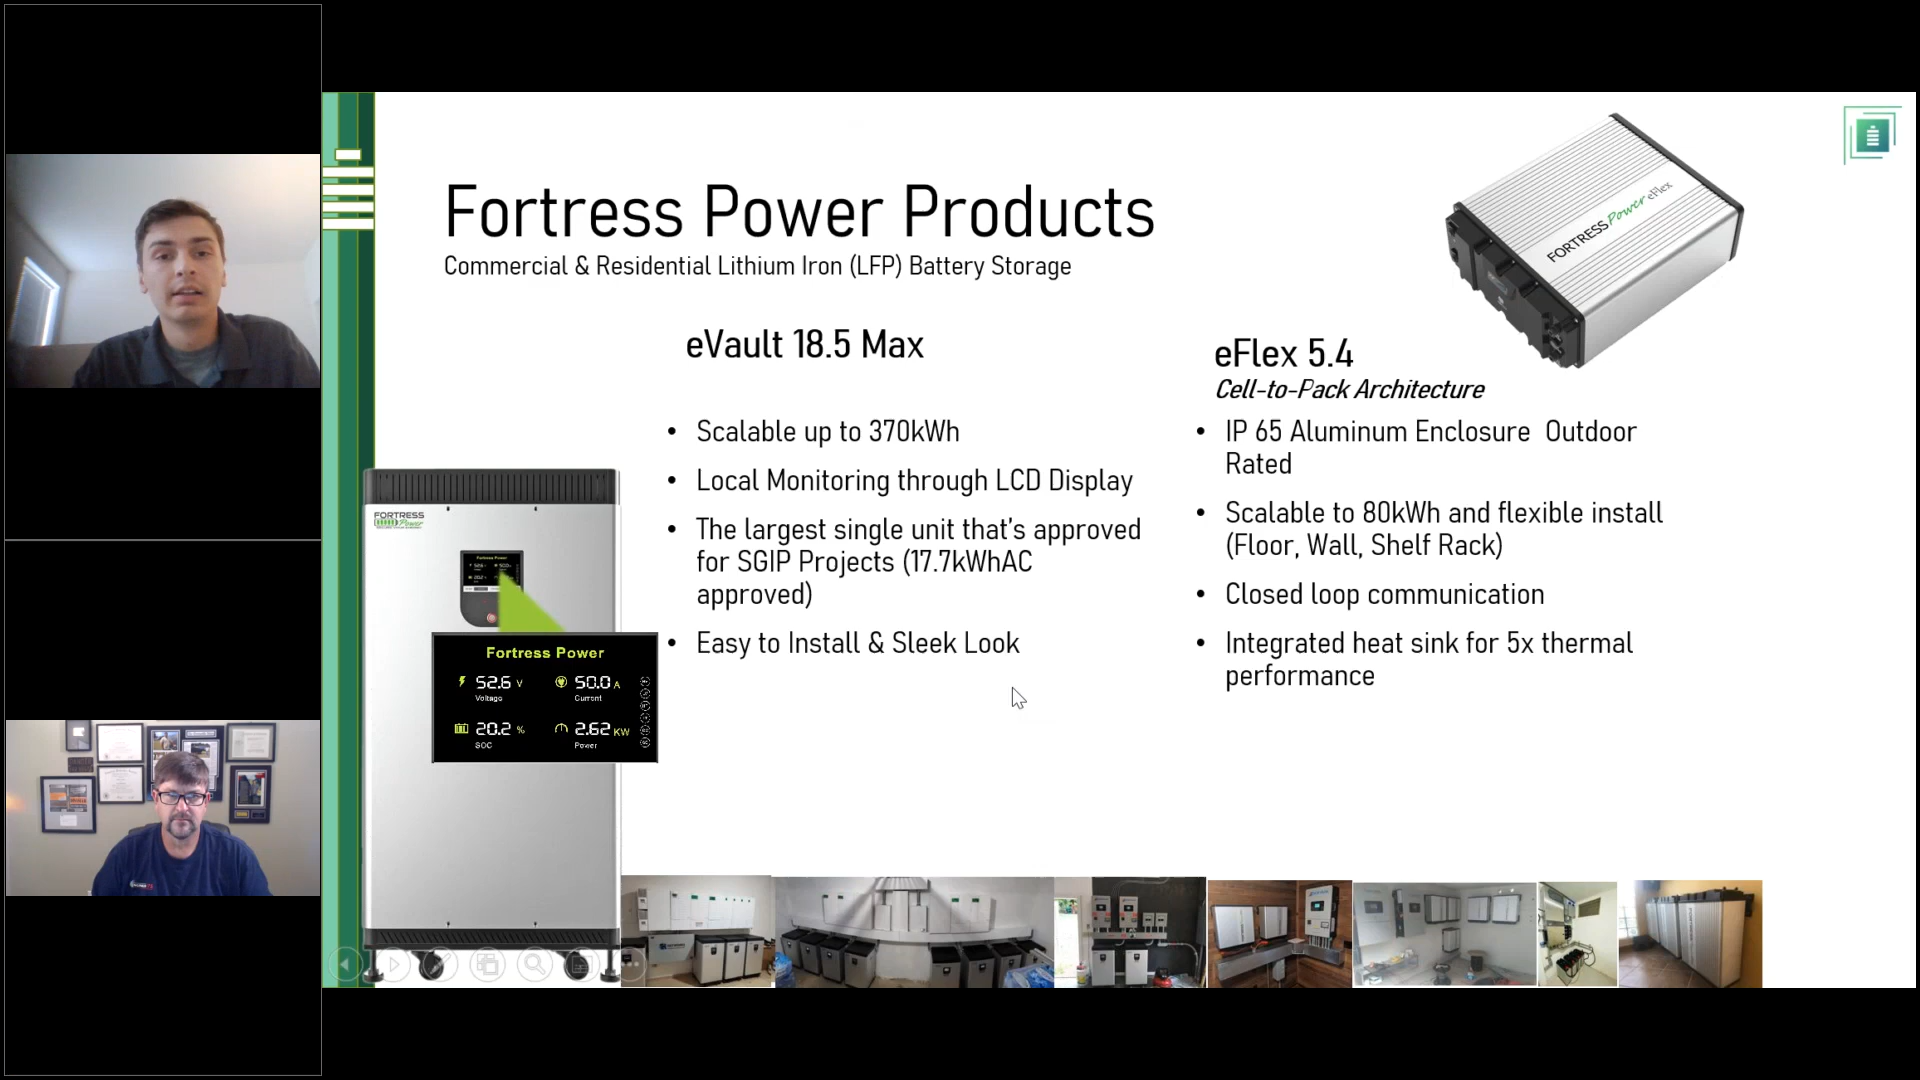 Fortress Power Products
Commercial & Residential Lithium Iron (LFP) Battery Storage
eVault 18.5 Max
• Scalable up to 370kWh
• Local Monitoring through LCD Display
• The largest single unit that's approved
for SGIP Projects (17.7kWhAC
approved)
• Easy to Install & Sleek Look
eFlex 5.4
Cell-to-Pack Architecture
• IP 65 Aluminum Enclosure  Outdoor
Rated
• Scalable to 80kWh and flexible install
(Floor, Wall, Shelf Rack)
• Closed loop communication
• Integrated heat sink for 5x thermal
performance
FORTRESS Power eFlex
FORTRESS
Power
Fortress Power
Fortress Power
52.6 V
Voltage
50.0 A
Current
20.2 %
SOC
2.62 KW
Power